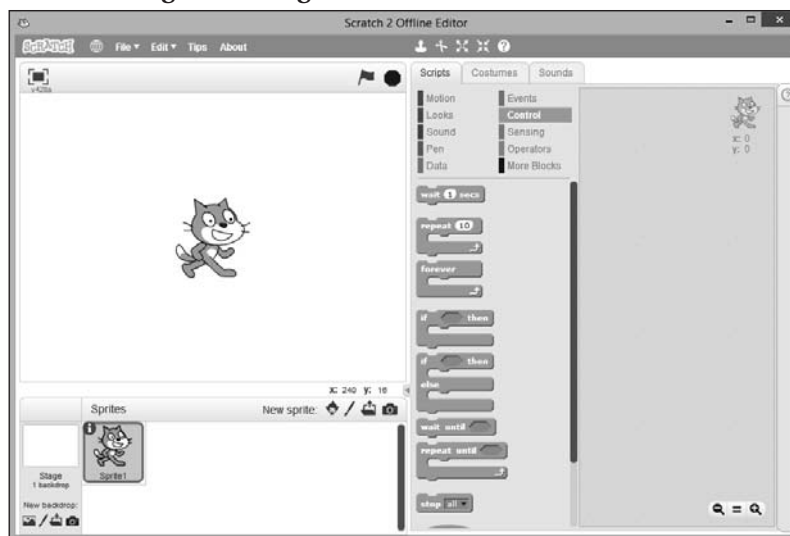 Scratch 2 Offline Editor
SCRATCH File Edit Tips About
v426a
Scripts Costumes Sounds
Motion Events
Looks Control
Sound Sensing
Pen Operators
Data More Blocks
x: 0
y: 0
wait 1 secs
repeat 10
forever
if then
if then
else
wait until
repeat until
stop all
x: 240 y: 16
Sprites New sprite:
Stage
1 backdrop
Sprite1
New backdrop: